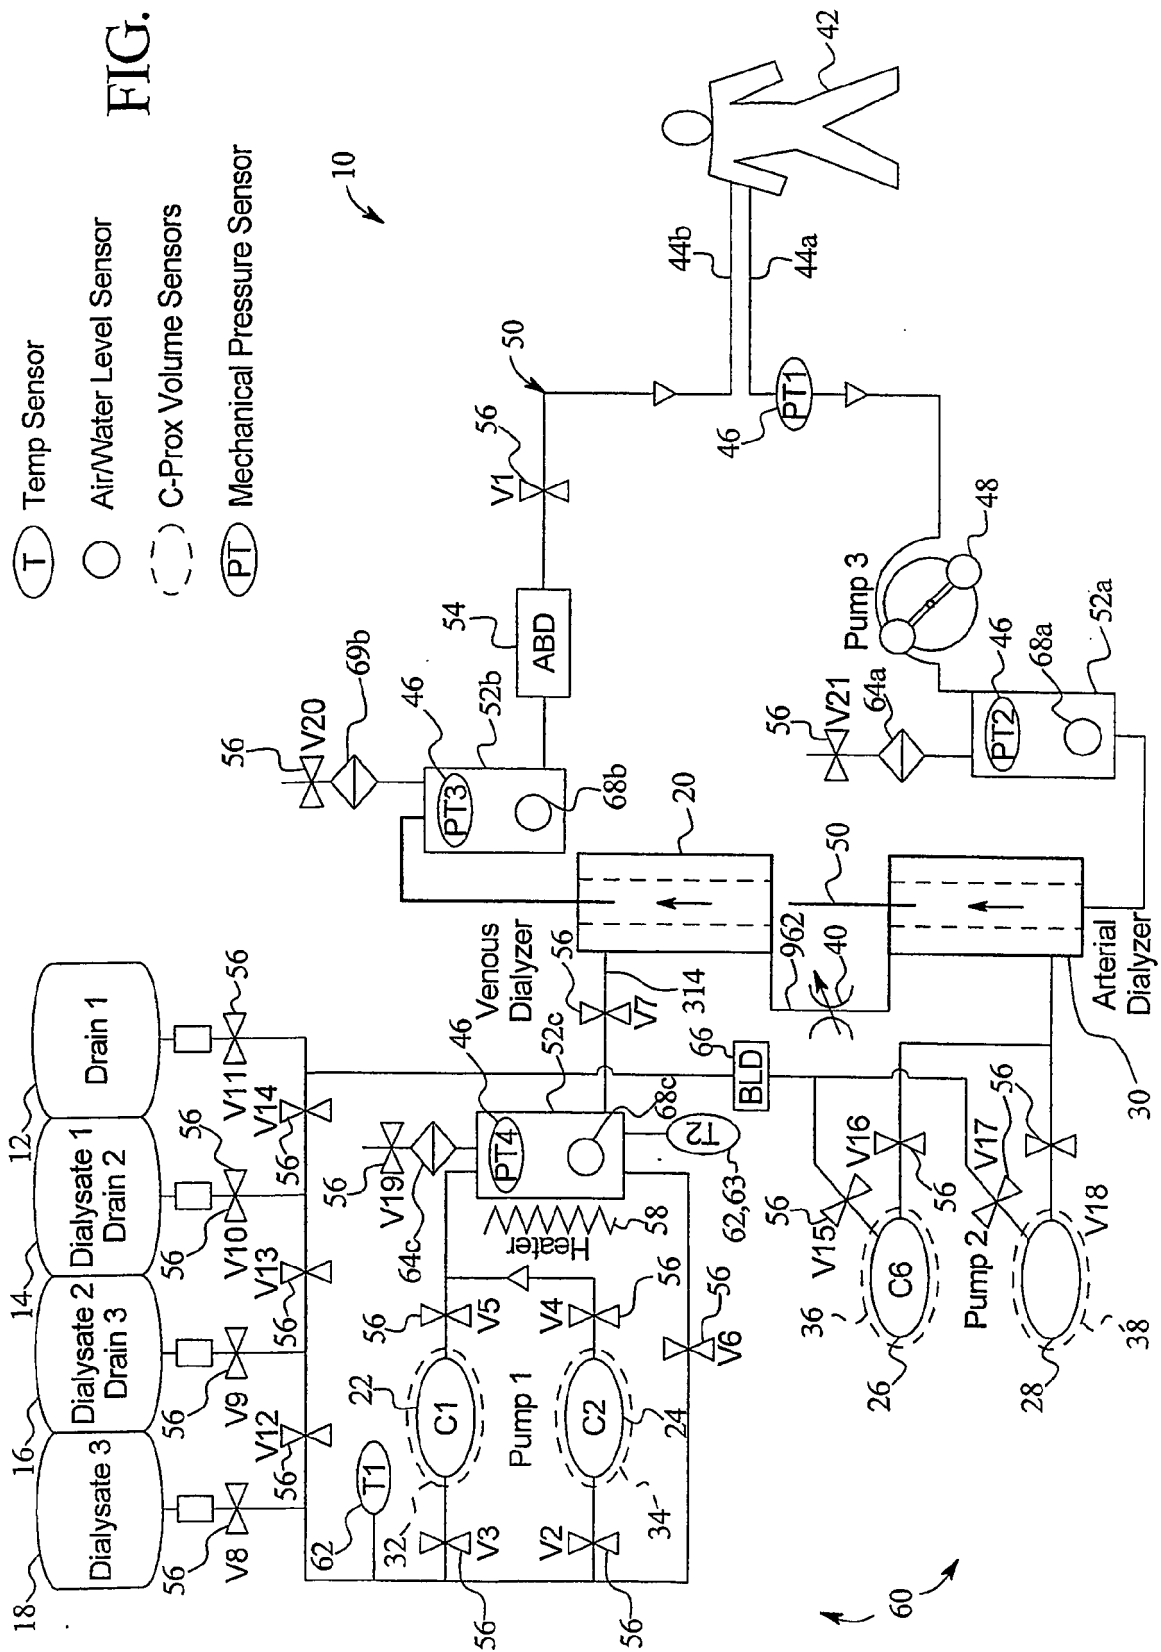 FIG.
T Temp Sensor
Air/Water Level Sensor
C-Prox Volume Sensors
PT Mechanical Pressure Sensor
10
18
16
14
12
Dialysate 3
Dialysate 2
Drain 3
Dialysate 1
Drain 2
Drain 1
56
V8
56
V9
56
56
V10
56
V11
56
V12
56
V13
56
V14
62
T1
32
22
C1
V3
56
V5
56
Pump 1
34
24
C2
V2
56
V4
56
V6
56
V19
56
64c
46
PT4
52c
68c
Heater
58
T2
62,63
V7
56
314
Venous
Dialyzer
20
66
BLD
962
40
50
Arterial
Dialyzer
30
V15
56
V16
56
36
C6
26
Pump 2
V17
56
V18
38
28
56
V20
69b
46
PT3
52b
68b
54
ABD
V1
56
50
44b
44a
42
46
PT1
Pump 3
48
56
V21
64a
46
PT2
68a
52a
60